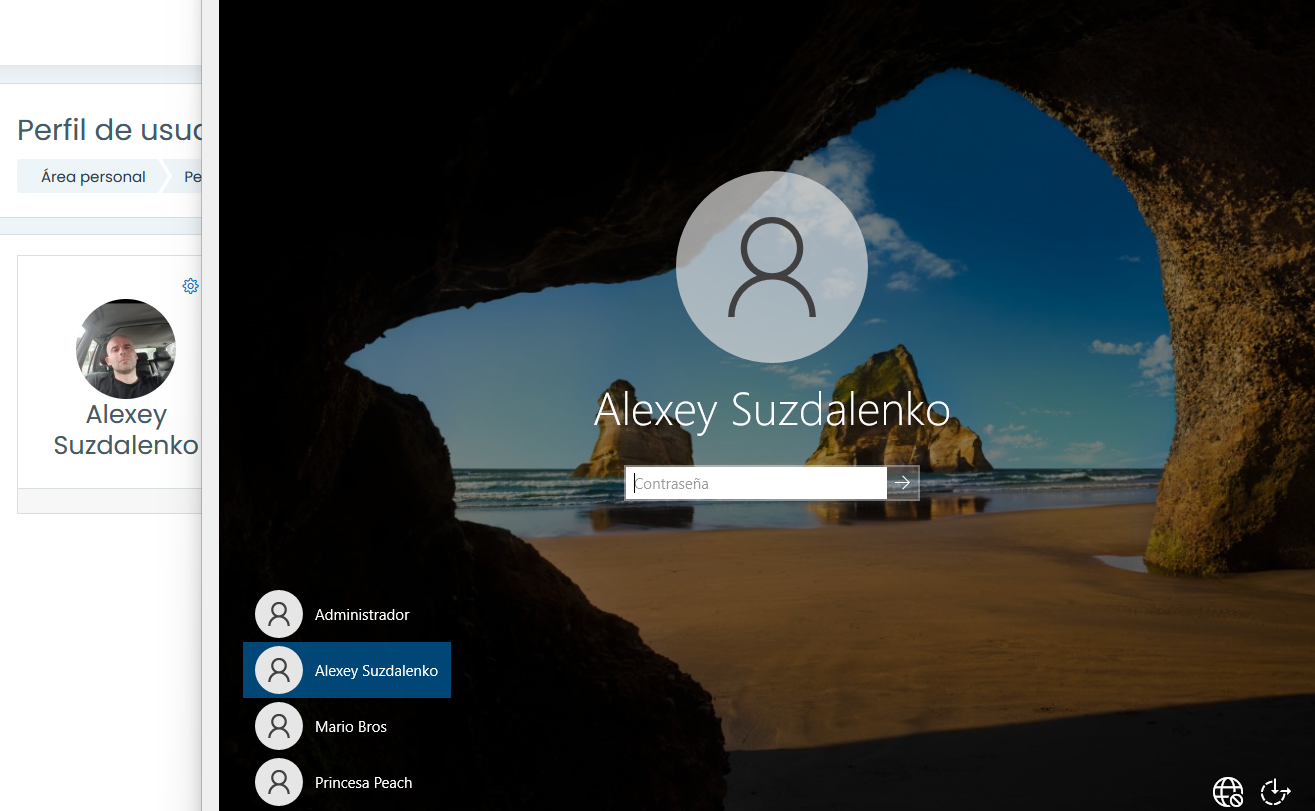 Perfil de usua
Área personal
Pe
Alexey
Suzdalenko
Alexey Suzdalenko
Contraseña
Administrador
Alexey Suzdalenko
Mario Bros
Princesa Peach